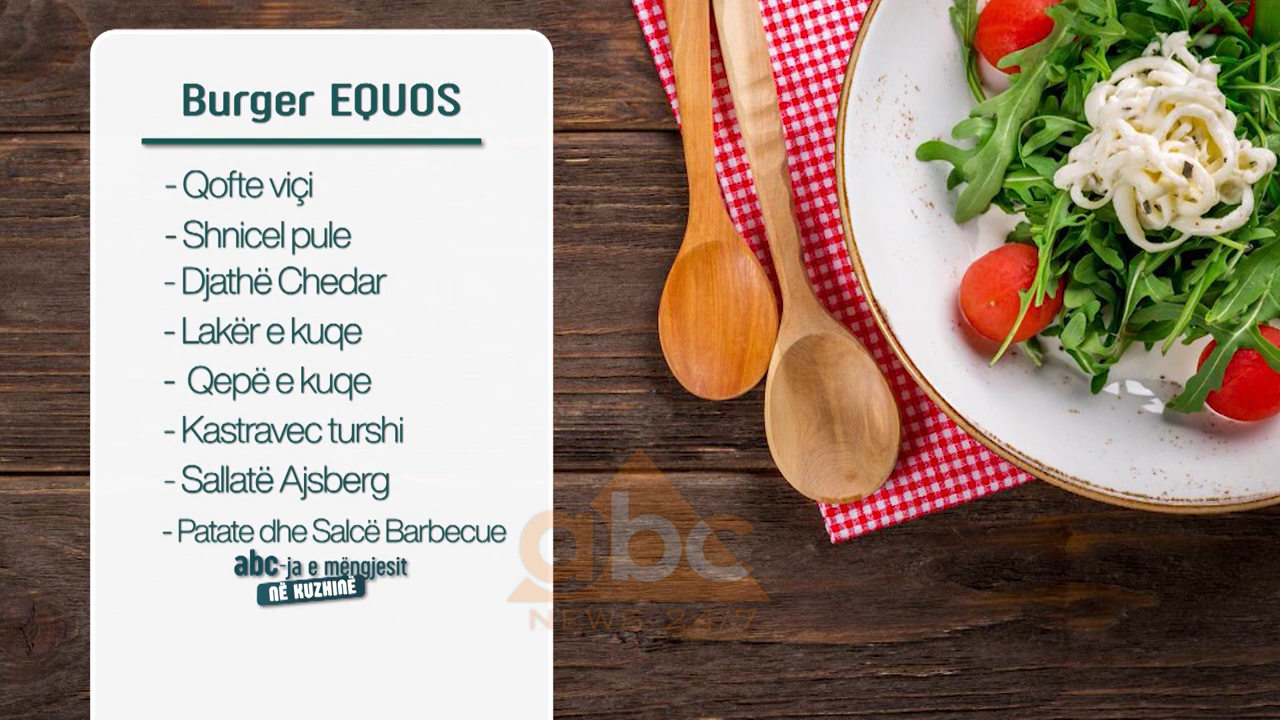 Burger EQUOS
- Qofte viçi
- Shnicel pule
- Djathë Chedar
- Lakër e kuqe
- Qepë e kuqe
- Kastravec turshi
- Sallatë Ajsberg
- Patate dhe Salcë Barbecue
abc-ja e mëngjesit
NË KUZHINË
abc
NEWS 24/7